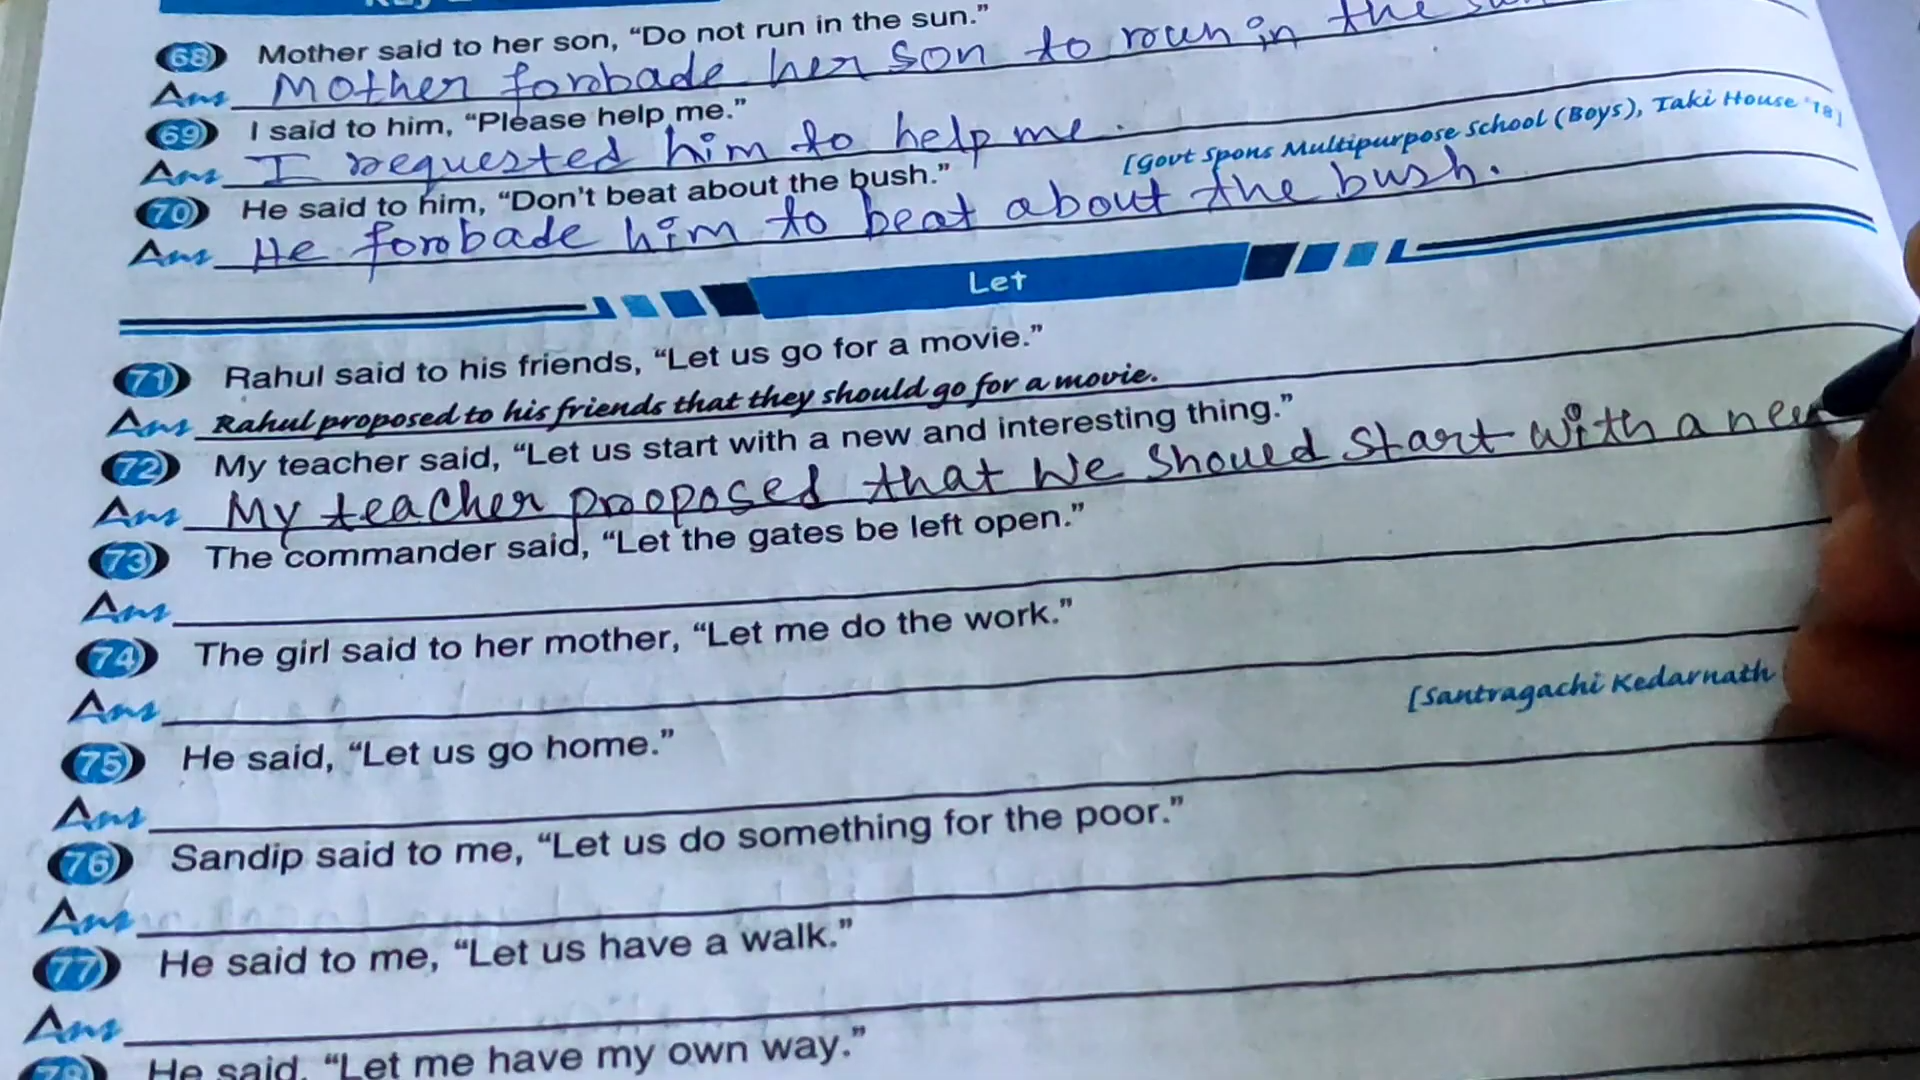 68 Mother said to her son, “Do not run in the sun.”
Ans Mother forbade her son to run in the
69 I said to him, “Please help me.”
Ans I requested him to help me.
[Govt Spons Multipurpose School (Boys), Taki House '18]
70 He said to him, “Don't beat about the bush.”
Ans He forbade him to beat about the bush.
Let
71 Rahul said to his friends, “Let us go for a movie.”
Ans Rahul proposed to his friends that they should go for a movie.
72 My teacher said, “Let us start with a new and interesting thing.”
Ans My teacher proposed that we should start with a new
73 The commander said, “Let the gates be left open.”
Ans
74 The girl said to her mother, “Let me do the work.”
Ans
[Santragachi Kedarnath
75 He said, “Let us go home.”
Ans
76 Sandip said to me, “Let us do something for the poor.”
Ans
77 He said to me, “Let us have a walk.”
Ans
78 He said, “Let me have my own way.”